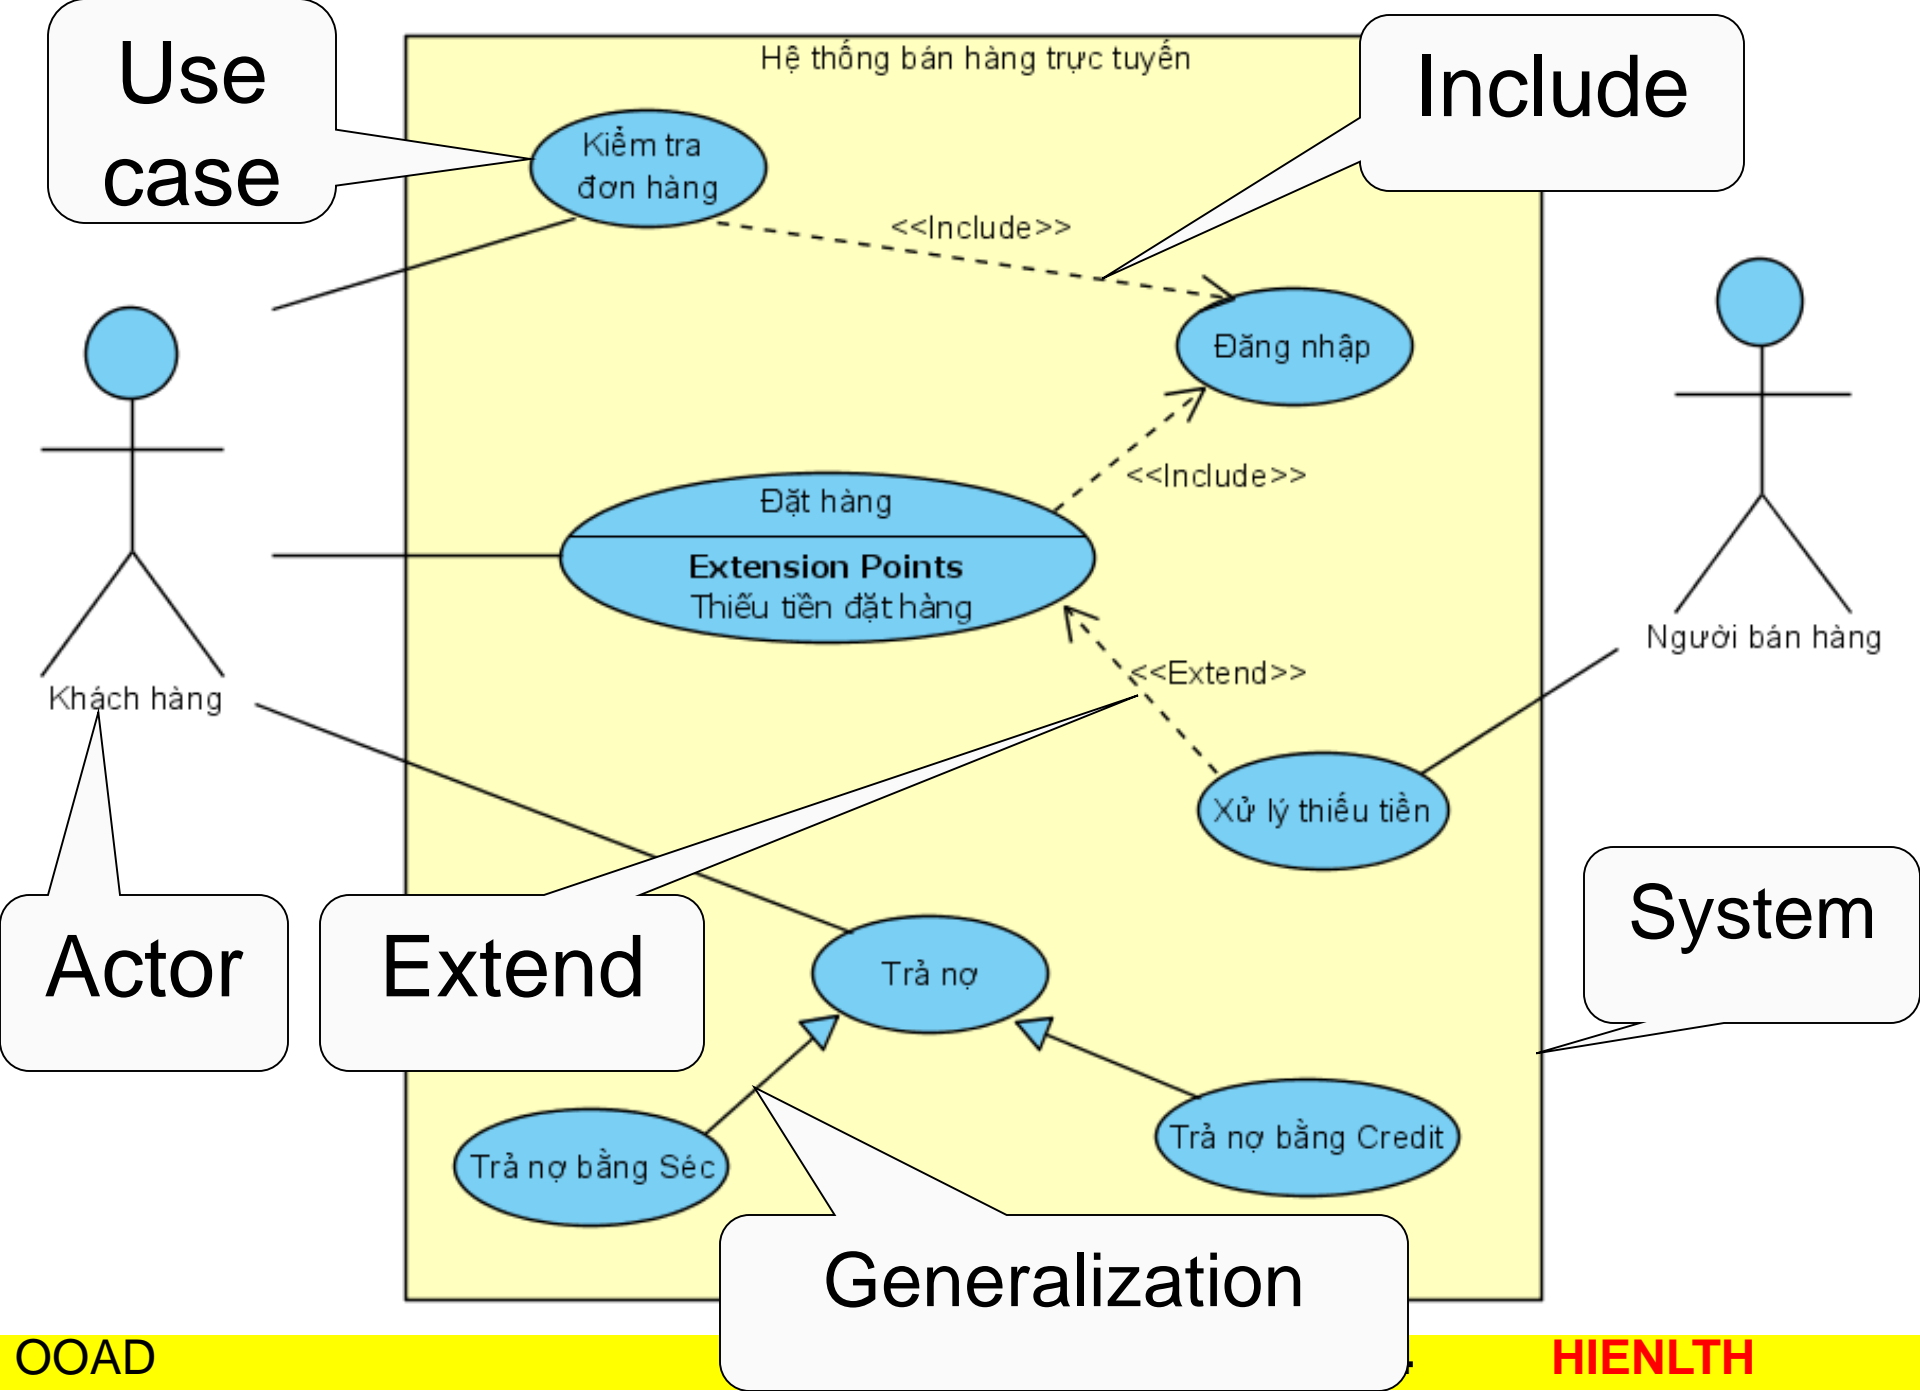 Use
case
Hệ thống bán hàng trực tuyến
Include
Kiểm tra
đơn hàng
<<Include>>
Đăng nhập
<<Include>>
Đặt hàng
Extension Points
Thiếu tiền đặt hàng
Người bán hàng
<<Extend>>
Khách hàng
Xử lý thiếu tiền
System
Actor
Extend
Trả nợ
Trả nợ bằng Credit
Trả nợ bằng Séc
Generalization
OOAD
HIENLTH